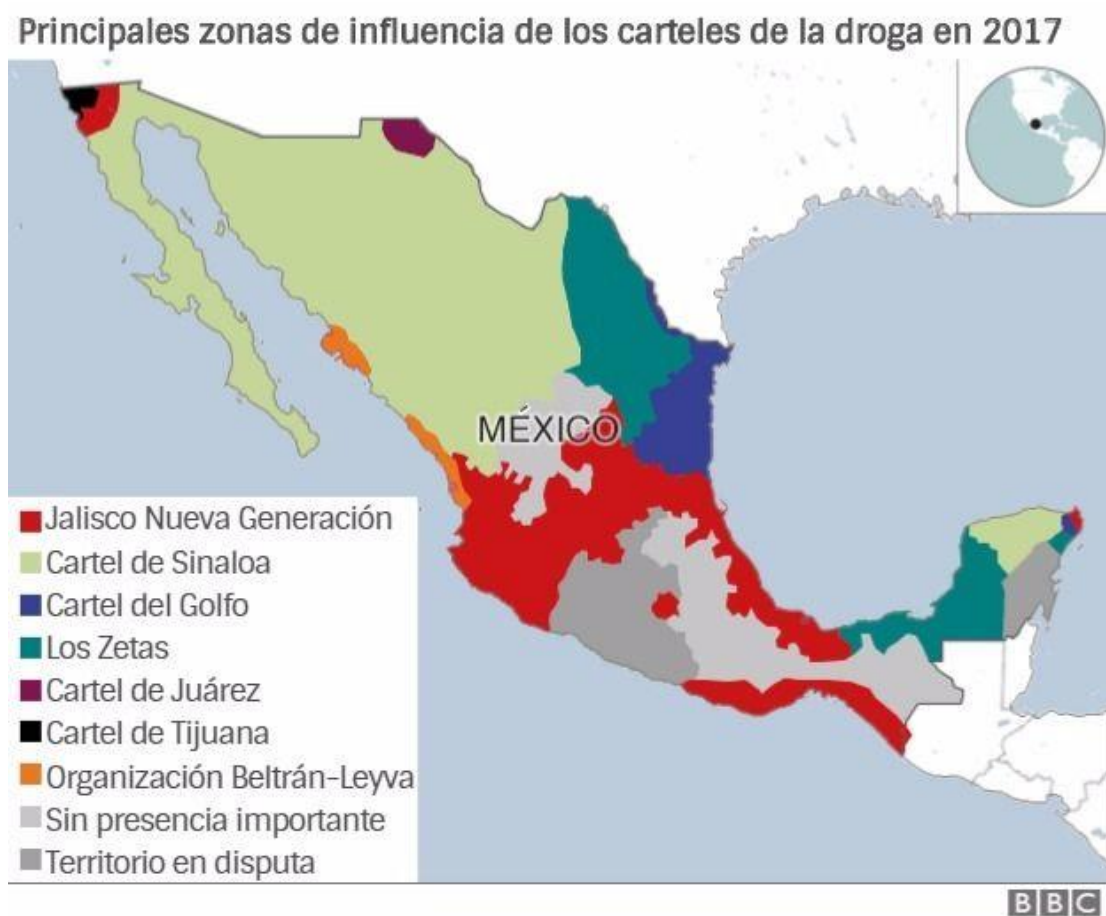 Principales zonas de influencia de los carteles de la droga en 2017
MÉXICO
Jalisco Nueva Generación
Cartel de Sinaloa
Cartel del Golfo
Los Zetas
Cartel de Juárez
Cartel de Tijuana
Organización Beltrán-Leyva
Sin presencia importante
Territorio en disputa
BBC